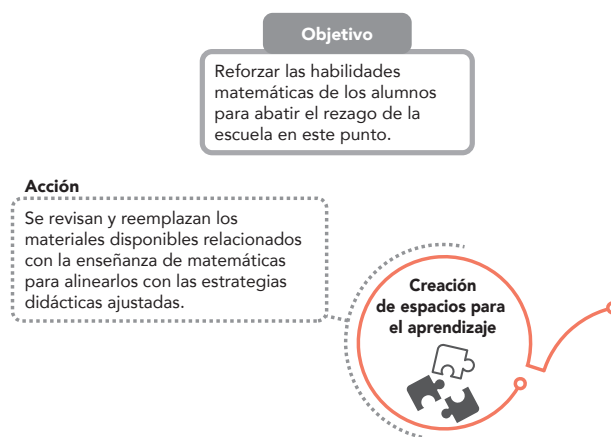 Objetivo
Reforzar las habilidades
matemáticas de los alumnos
para abatir el rezago de la
escuela en este punto.
Acción
Se revisan y reemplazan los
materiales disponibles relacionados
con la enseñanza de matemáticas
para alinearlos con las estrategias
didácticas ajustadas.
Creación
de espacios para
el aprendizaje